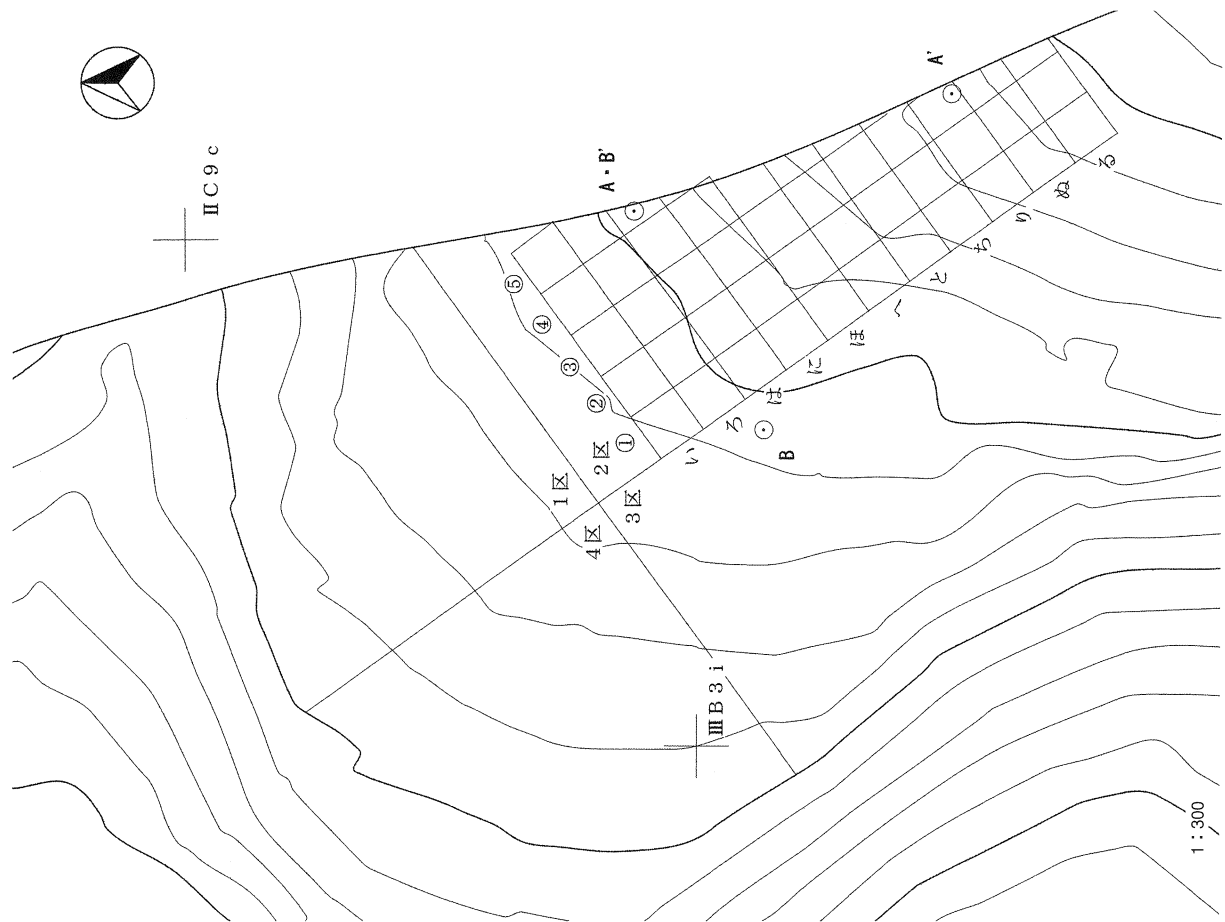 ⅡC9c
A'
A・B'
⑤
④
③
②
①
1区
2区
3区
4区
い
ろ
は
に
ほ
へ
と
ち
り
ぬ
る
B
ⅢB3i
1:300